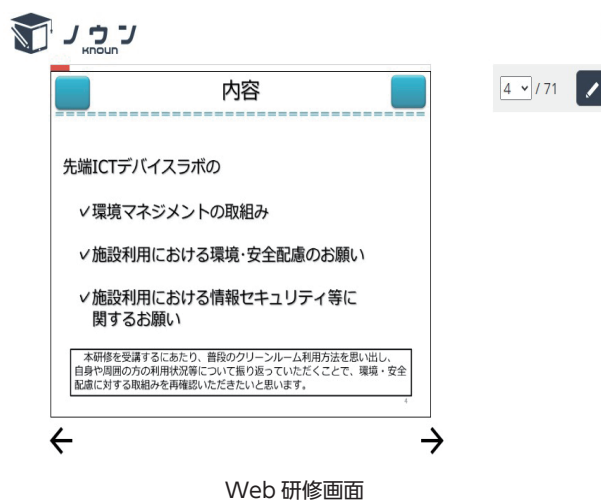 ノウン
KNOUN
4 / 71
内容
先端ICTデバイスラボの
✓環境マネジメントの取組み
✓施設利用における環境・安全配慮のお願い
✓施設利用における情報セキュリティ等に
関するお願い
本研修を受講するにあたり、普段のクリーンルーム利用方法を思い出し、
自身や周囲の方の利用状況等について振り返っていただくことで、環境・安全
配慮に対する取組みを再確認いただきたいと思います。
4
Web 研修画面